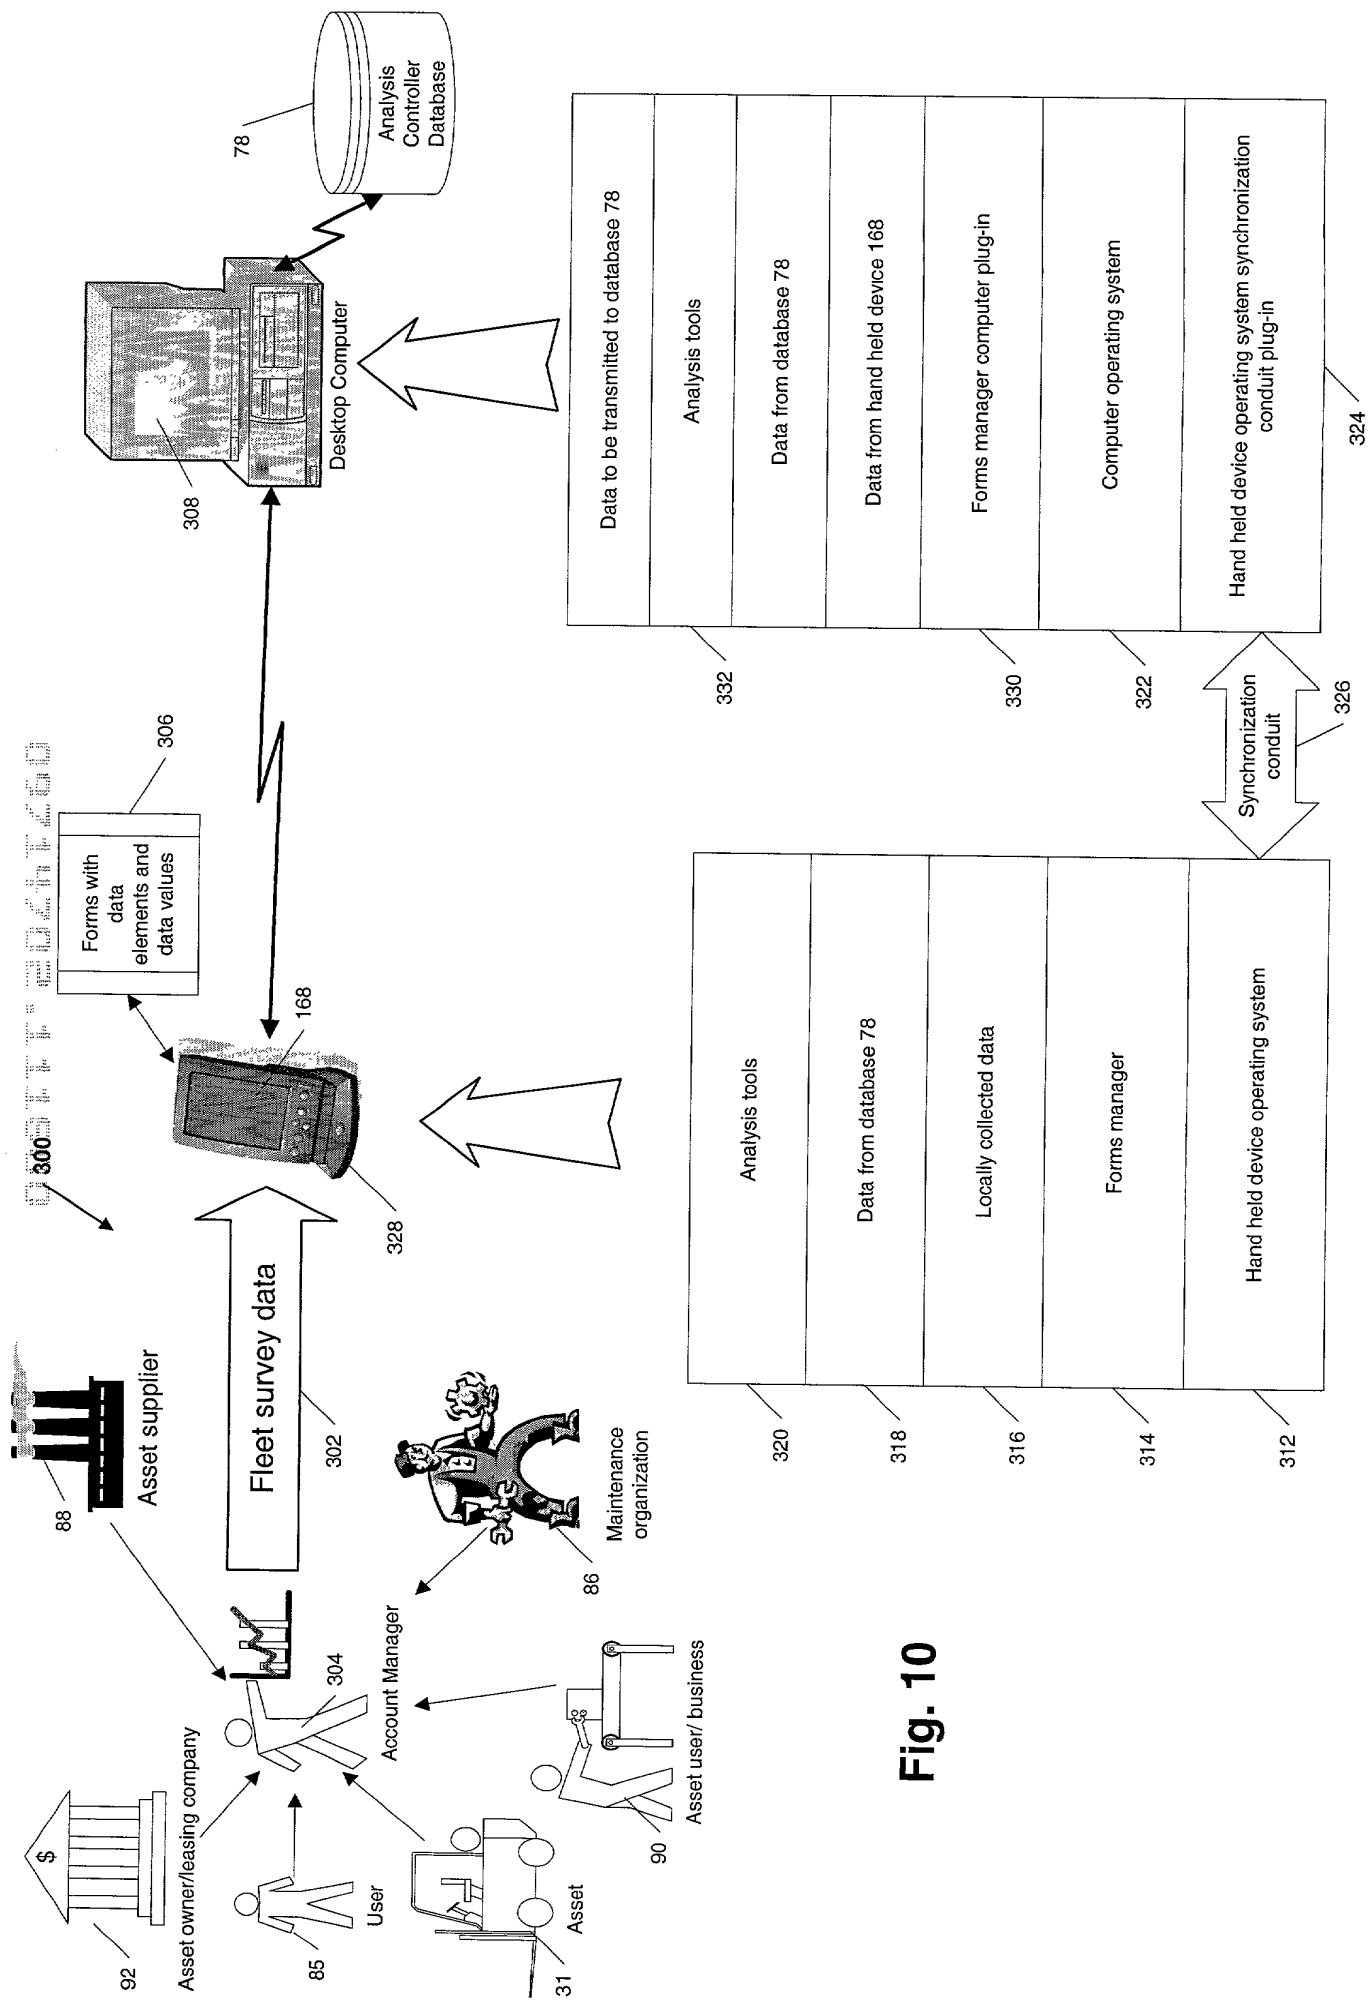 300
88
Asset supplier
92
$
Asset owner/leasing company
85
User
31
Asset
304
Account Manager
90
Asset user/ business
86
Maintenance
organization
Fleet survey data
302
328
168
Forms with
data
elements and
data values
306
308
Desktop Computer
78
Analysis
Controller
Database
320
Analysis tools
318
Data from database 78
316
Locally collected data
314
Forms manager
312
Hand held device operating system
Synchronization
conduit
326
Data to be transmitted to database 78
332
Analysis tools
Data from database 78
Data from hand held device 168
330
Forms manager computer plug-in
322
Computer operating system
Hand held device operating system synchronization
conduit plug-in
324
Fig. 10